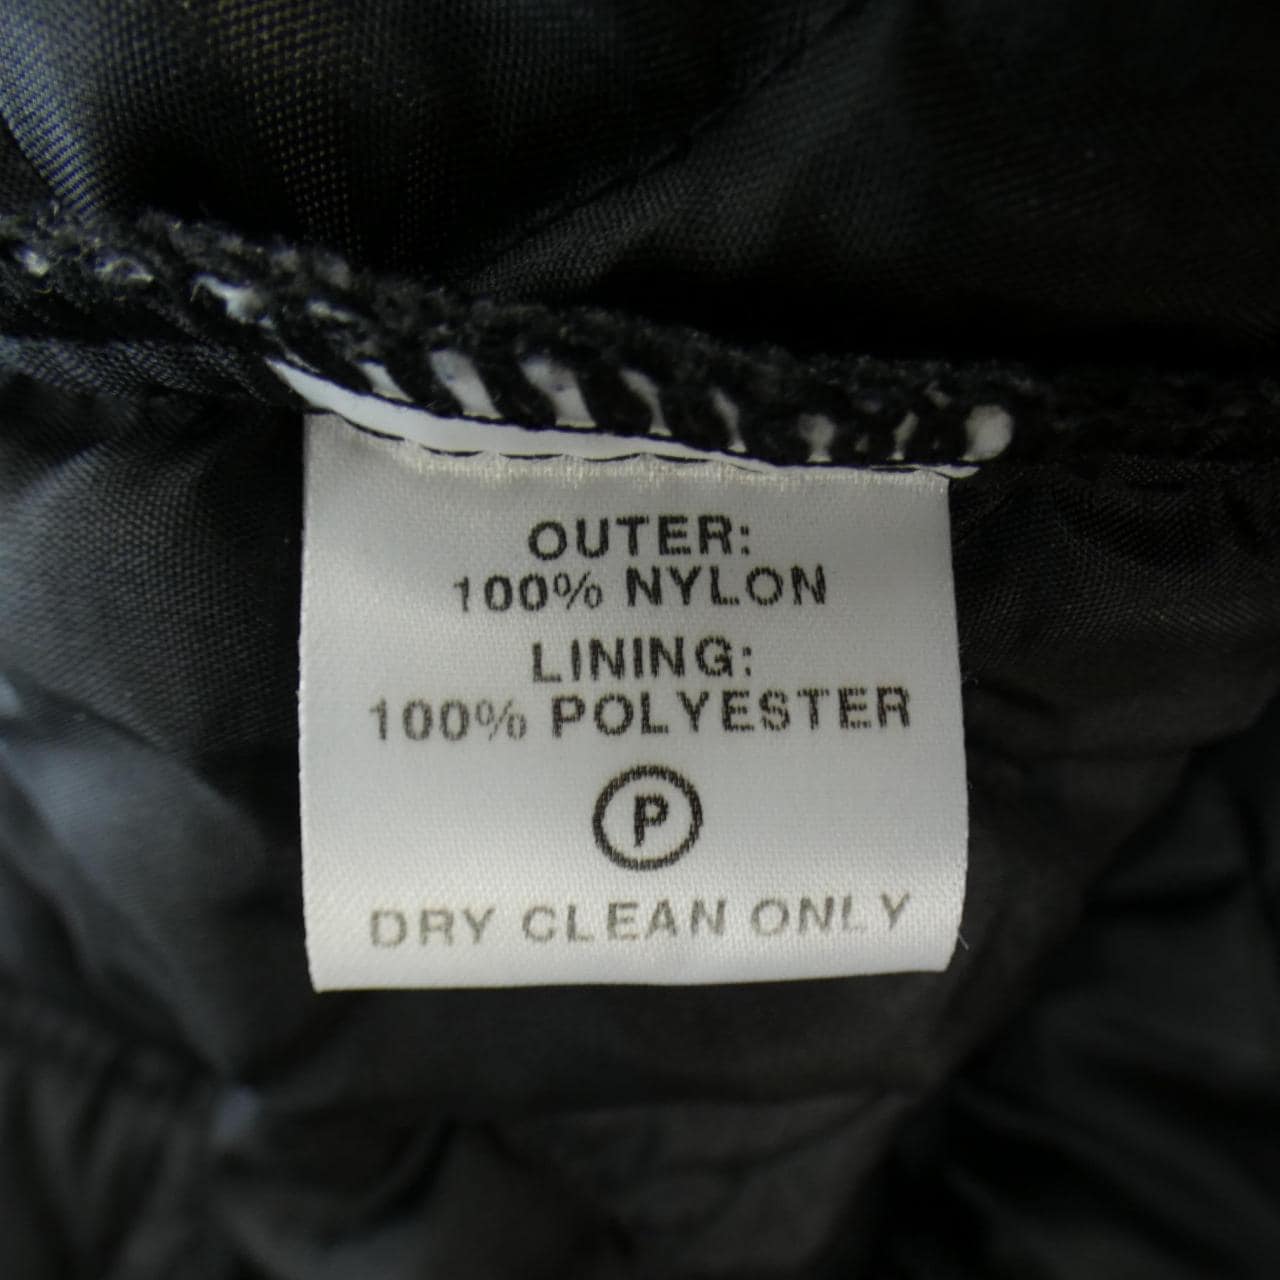 OUTER:
100% NYLON
LINING:
100% POLYESTER
P
DRY CLEAN ONLY